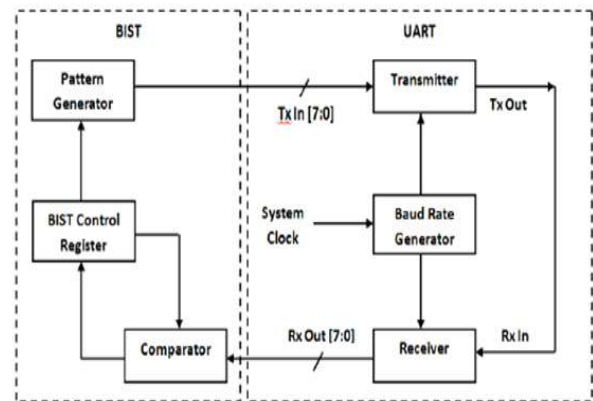 BIST
UART
Pattern
Generator
Tx In [7:0]
Transmitter
Tx Out
BIST Control
Register
System
Clock
Baud Rate
Generator
Comparator
Rx Out [7:0]
Receiver
Rx In